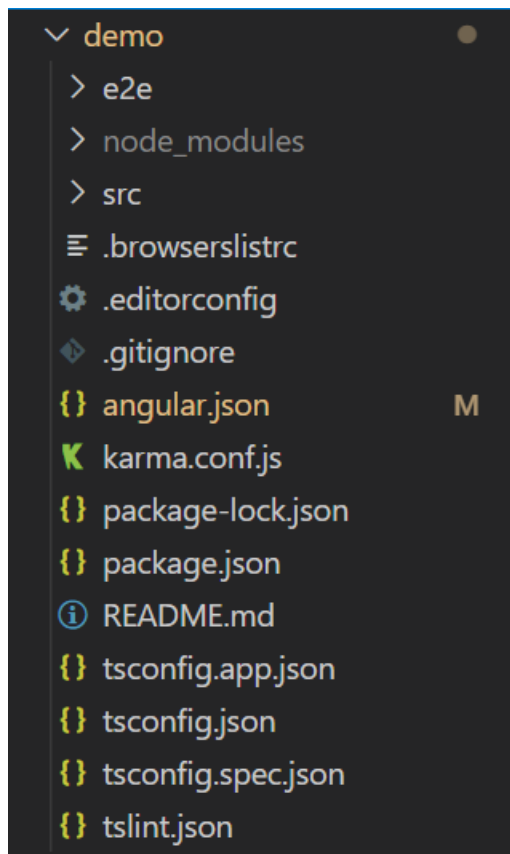 demo
e2e
node_modules
src
.browserslistrc
.editorconfig
.gitignore
angular.json M
karma.conf.js
package-lock.json
package.json
README.md
tsconfig.app.json
tsconfig.json
tsconfig.spec.json
tslint.json